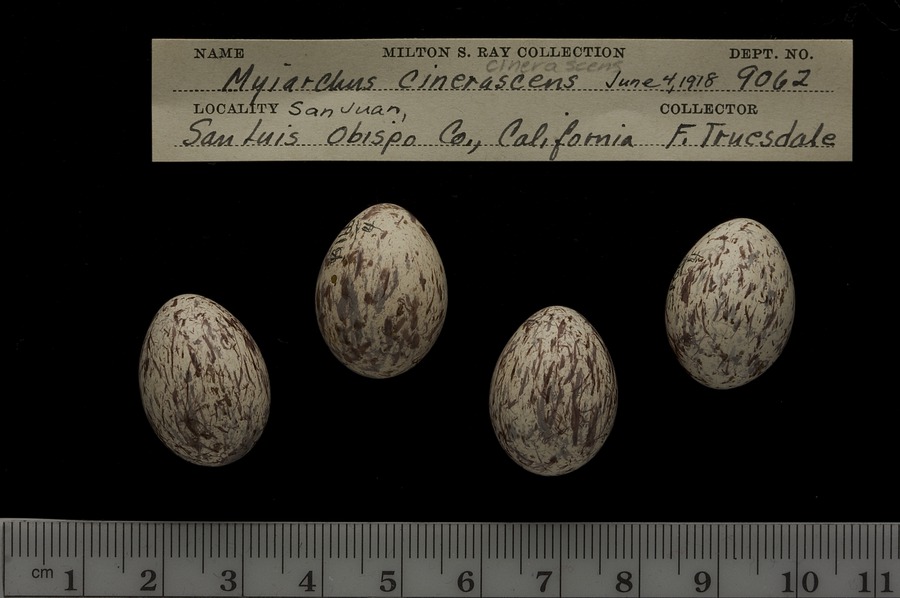 NAME MILTON S. RAY COLLECTION DEPT. NO.
cinerascens
Myiarchus cinerascens June 4, 1918 9062
LOCALITY San Juan, COLLECTOR
San Luis Obispo Co., California F. Truesdale
cm 1 2 3 4 5 6 7 8 9 10 11